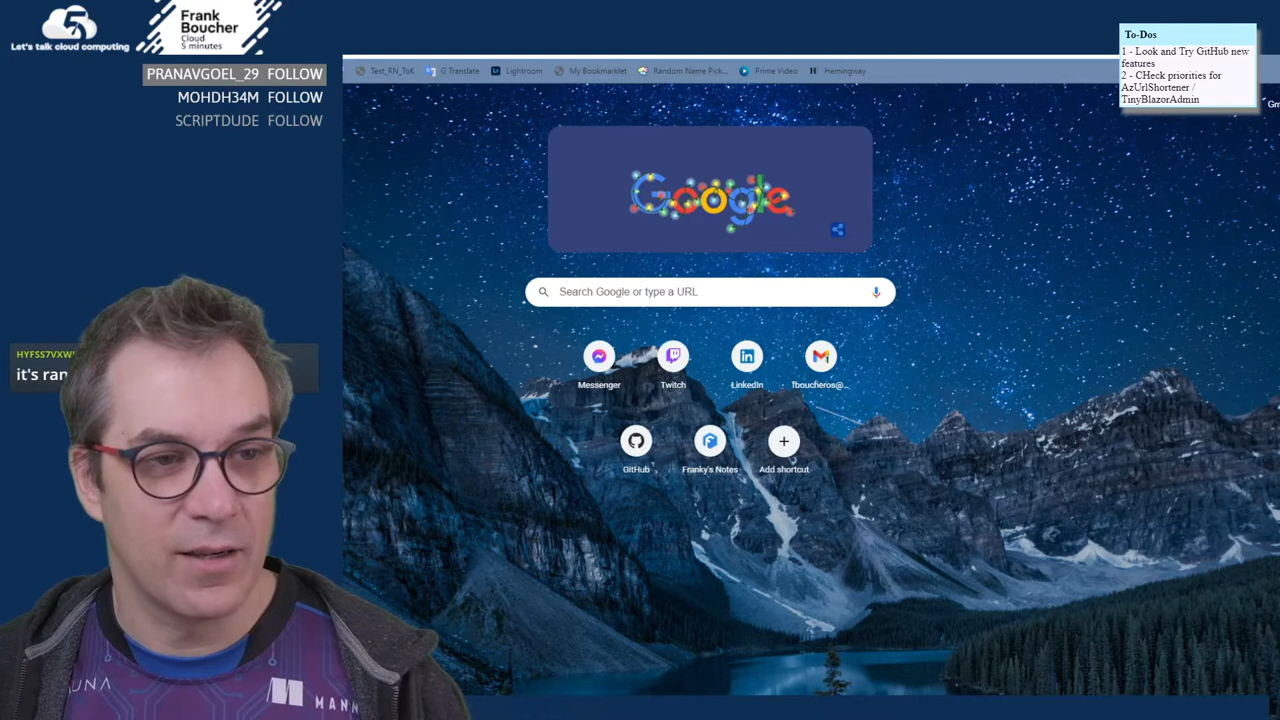 5
Let's talk cloud computing
Frank
Boucher
Cloud
5 minutes
PRANAVGOEL_29 FOLLOW
MOHDH34M FOLLOW
SCRIPTDUDE FOLLOW
To-Dos
1 - Look and Try GitHub new
features
2 - CHeck priorities for
AzUrlShortener /
TinyBlazorAdmin
Test_RN_ToK
G Translate
Lightroom
My Bookmarklet
Random Name Pick...
Prime Video
Hemingway
Gm
Google
Search Google or type a URL
Messenger
Twitch
LinkedIn
fboucheros@...
GitHub
Franky's Notes
Add shortcut
it's ran